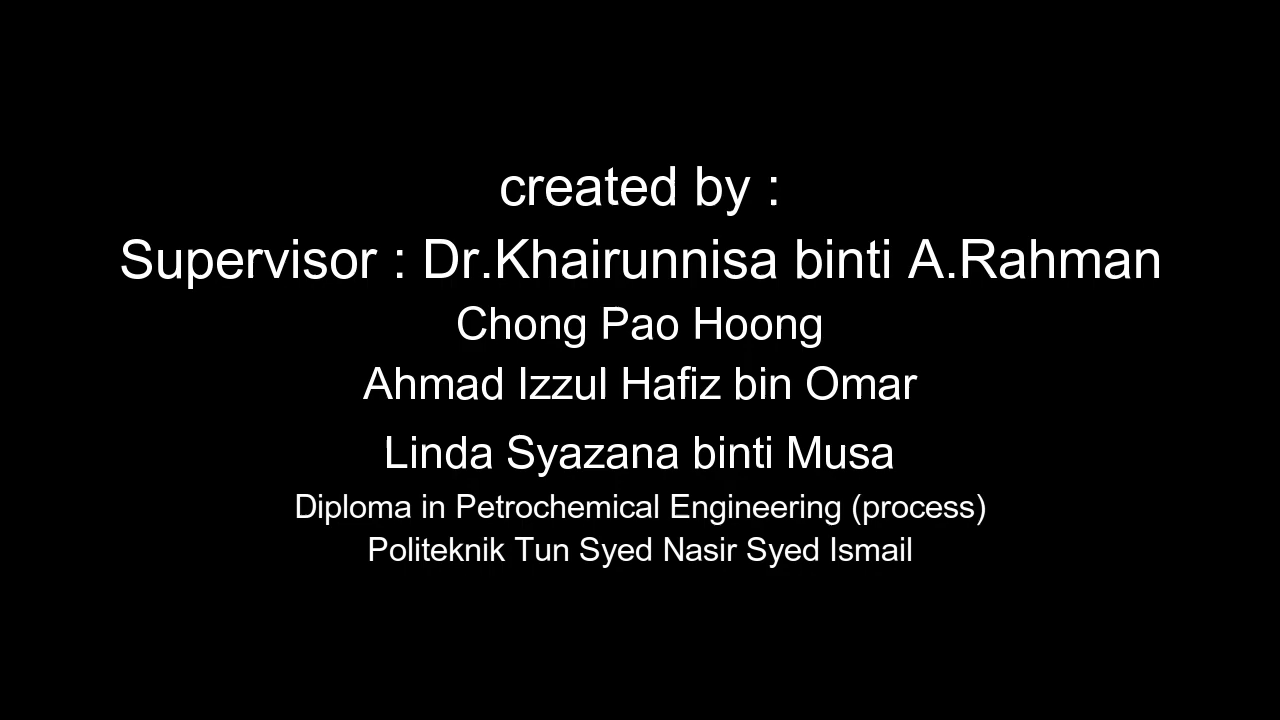 created by :
Supervisor : Dr.Khairunnisa binti A.Rahman
Chong Pao Hoong
Ahmad Izzul Hafiz bin Omar
Linda Syazana binti Musa
Diploma in Petrochemical Engineering (process)
Politeknik Tun Syed Nasir Syed Ismail